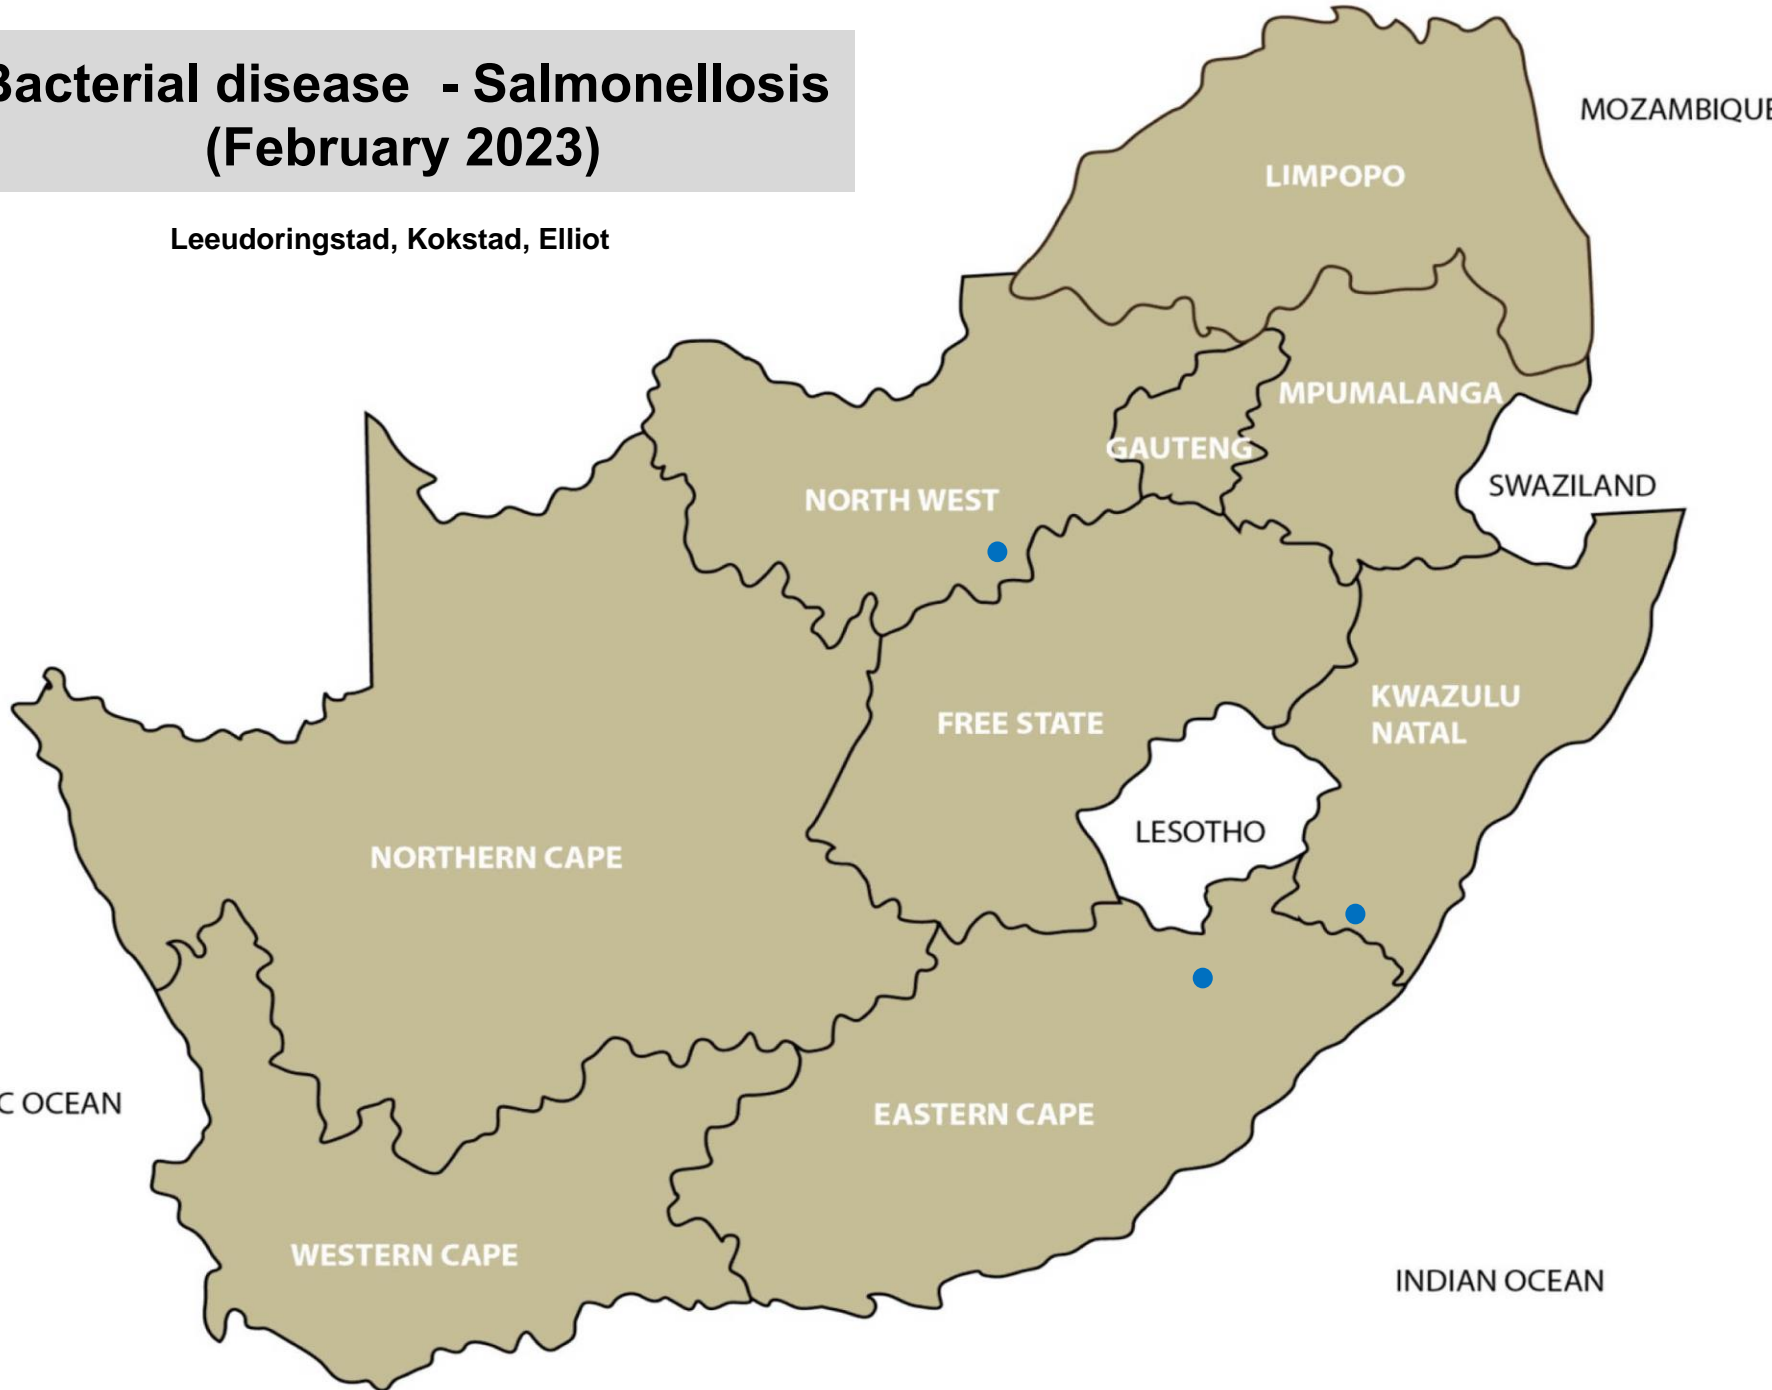 Bacterial disease - Salmonellosis
(February 2023)
Leeudoringstad, Kokstad, Elliot
MOZAMBIQUE
LIMPOPO
MPUMALANGA
GAUTENG
SWAZILAND
NORTH WEST
KWAZULU
NATAL
FREE STATE
LESOTHO
NORTHERN CAPE
C OCEAN
EASTERN CAPE
WESTERN CAPE
INDIAN OCEAN